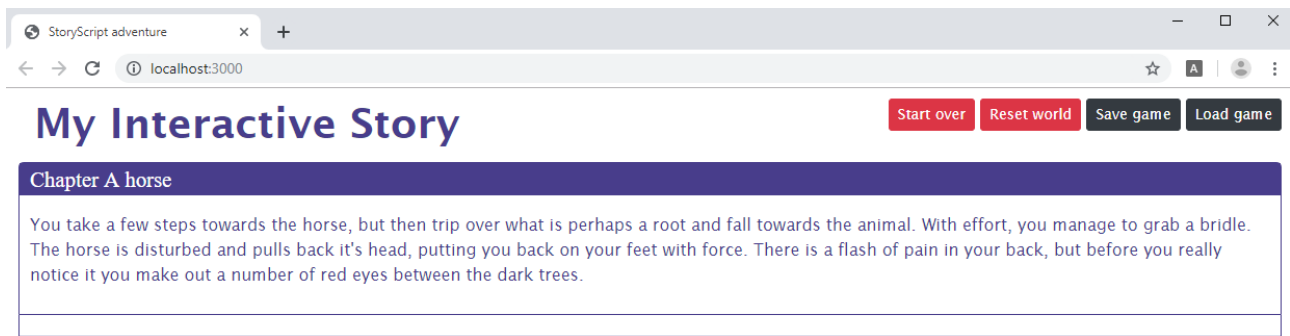 StoryScript adventure
localhost:3000
A
My Interactive Story
Start over Reset world Save game Load game
Chapter A horse
You take a few steps towards the horse, but then trip over what is perhaps a root and fall towards the animal. With effort, you manage to grab a bridle.
The horse is disturbed and pulls back it's head, putting you back on your feet with force. There is a flash of pain in your back, but before you really
notice it you make out a number of red eyes between the dark trees.